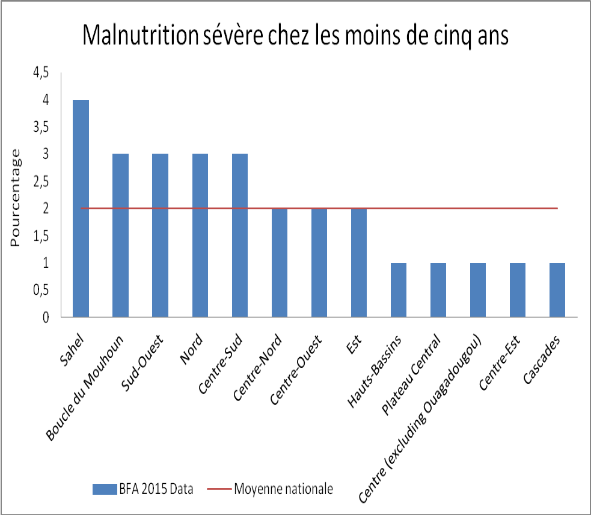 Malnutrition sévère chez les moins de cinq ans
Pourcentage
4,5
4
3,5
3
2,5
2
1,5
1
0,5
0
Sahel
Boucle du Mouhoun
Sud-Ouest
Nord
Centre-Sud
Centre-Nord
Centre-Ouest
Est
Hauts-Bassins
Plateau Central
Centre (excluding Ouagadougou)
Centre-Est
Cascades
BFA 2015 Data
Moyenne nationale